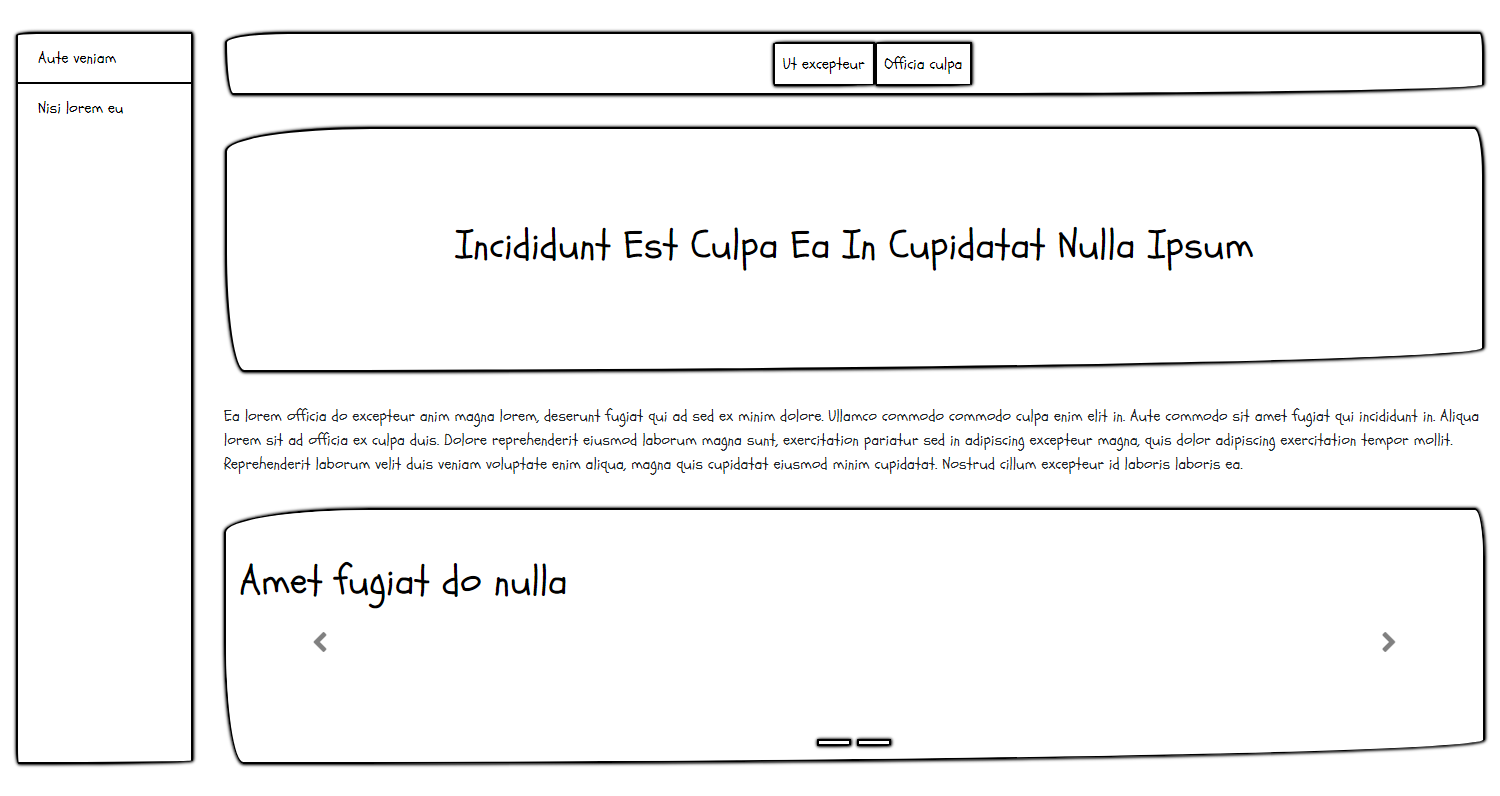 Aute veniam
Nisi lorem eu
Ut excepteur
Officia culpa
Incididunt Est Culpa Ea In Cupidatat Nulla Ipsum
Ea lorem officia do excepteur anim magna lorem, deserunt fugiat qui ad sed ex minim dolore. Ullamco commodo commodo culpa enim elit in. Aute commodo sit amet fugiat qui incididunt in. Aliqua
lorem sit ad officia ex culpa duis. Dolore reprehenderit eiusmod laborum magna sunt, exercitation pariatur sed in adipiscing excepteur magna, quis dolor adipiscing exercitation tempor mollit.
Reprehenderit laborum velit duis veniam voluptate enim aliqua, magna quis cupidatat eiusmod minim cupidatat. Nostrud cillum excepteur id laboris laboris ea.
Amet fugiat do nulla